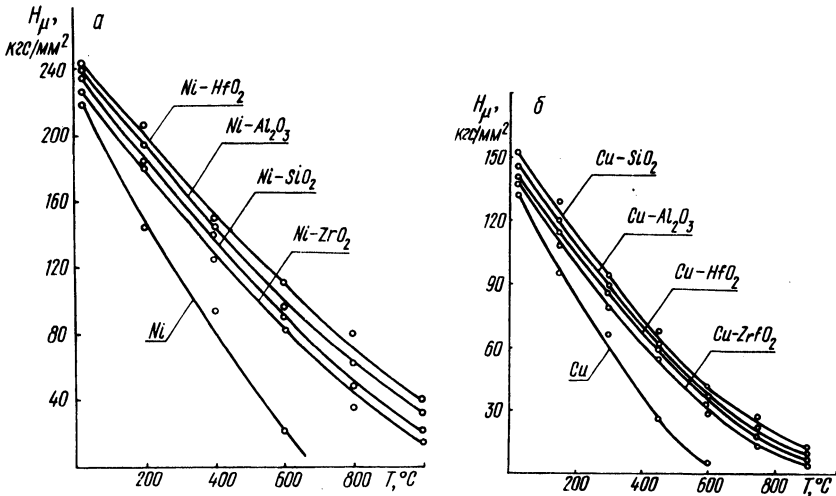 Hμ,
кгс/мм²
а
240
200
160
120
80
40
Ni-HfO₂
Ni-Al₂O₃
Ni-SiO₂
Ni-ZrO₂
Ni
200
400
600
800
T,°C
Hμ,
кгс/мм²
б
150
120
90
60
30
Cu-SiO₂
Cu-Al₂O₃
Cu-HfO₂
Cu-ZrfO₂
Cu
200
400
600
800
T,°C